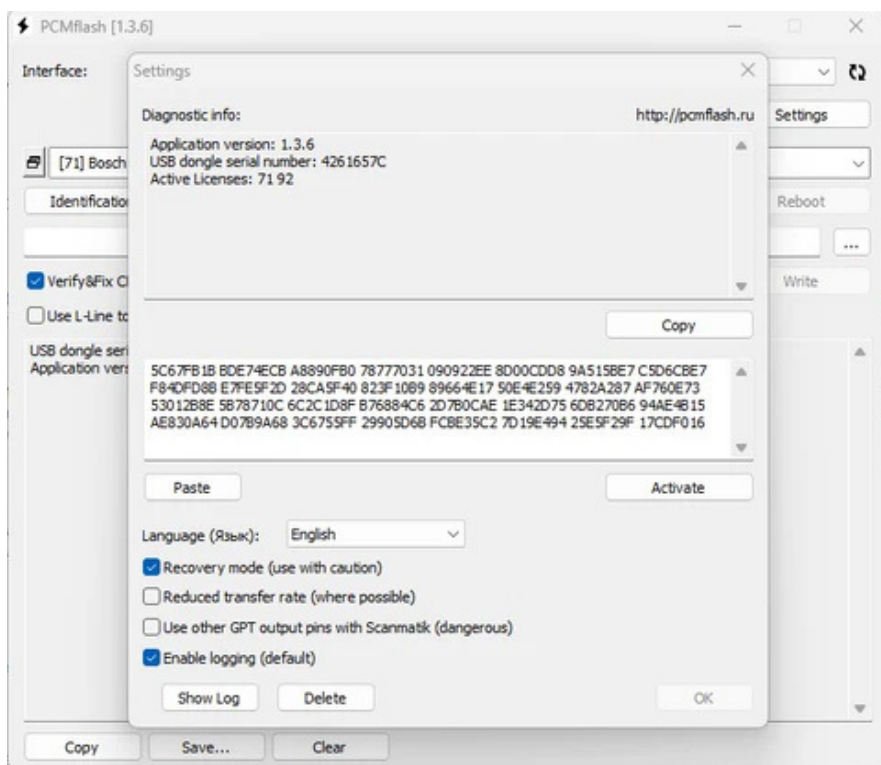 PCMflash [1.3.6]
Interface:
Settings
Settings
Diagnostic info:
http://pcmflash.ru
Application version: 1.3.6
USB dongle serial number: 4261657C
Active Licenses: 71 92
[71] Bosch
Identificatio
Reboot
...
Verify&Fix C
Write
Use L-Line to
Copy
USB dongle seri
Application vers
5C67FB1B BDE74ECB A8890FB0 78777031 090922EE 8D00CDD8 9A515BE7 C5D6CBE7
F84DFD8B E7FE5F2D 28CA5F40 823F10B9 89664E17 50E4E259 4782A287 AF760E73
53012B8E 5B78710C 6C2C1D8F B76884C6 2D7B0CAE 1E342D75 6DB270B6 94AE4B15
AE830A64 D07B9A68 3C6755FF 29905D6B FCBE35C2 7D19E494 25E5F29F 17CDF016
Paste
Activate
Language (Язык):
English
Recovery mode (use with caution)
Reduced transfer rate (where possible)
Use other GPT output pins with Scanmatik (dangerous)
Enable logging (default)
Show Log
Delete
OK
Copy
Save...
Clear